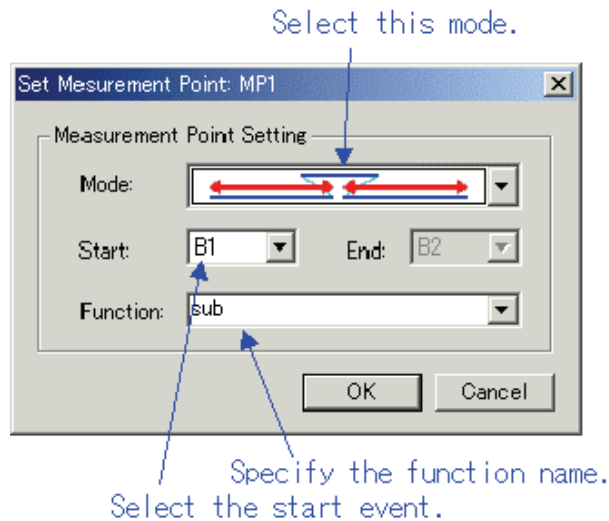 Select this mode.
Set Mesurement Point: MP1
Measurement Point Setting
Mode:
Start: B1 End: B2
Function: sub
OK Cancel
Specify the function name.
Select the start event.